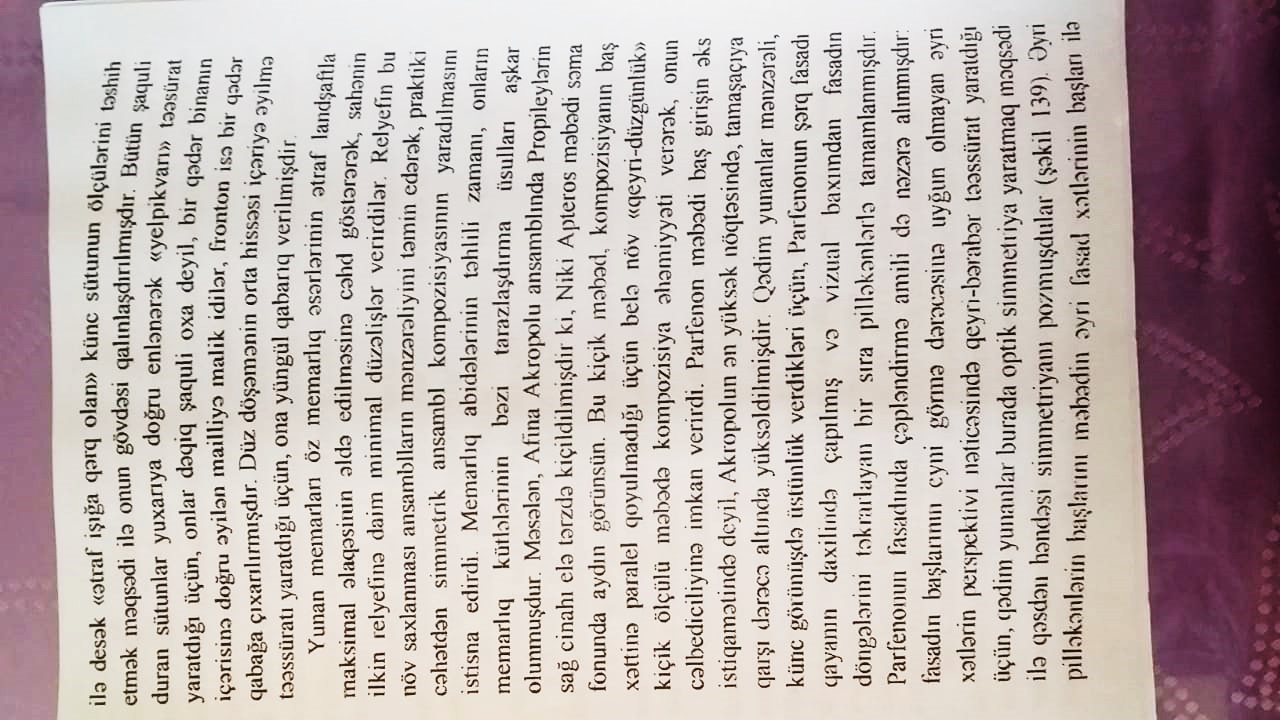 ilə desək «ətraf işığa qərq olan» künc sütunun ölçülərini təshih
etmək məqsədi ilə onun gövdəsi qalınlaşdırılmışdır. Bütün şaquli
duran sütunlar yuxarıya doğru enlənərək «yelpikvarı» təəsürat
yaratdığı üçün, onlar dəqiq şaquli oxa deyil, bir qədər binanın
içərisinə doğru əyilən mailliyə malik idilər, fronton isə bir qədər
qabağa çıxarılırmışdır. Düz döşəmənin orta hissəsi içəriyə əyilmə
təəssüratı yaratdığı üçün, ona yüngül qabarıq verilmişdir.
Yunan memarları öz memarlıq əsərlərinin ətraf landşaftla
maksimal əlaqəsinin əldə edilməsinə cəhd göstərərək, sahənin
ilkin relyefinə daim minimal düzəlişlər verirdilər. Relyefin bu
növ saxlanması ansamblların mənzərəliyini təmin edərək, praktiki
cəhətdən simmetrik ansambl kompozisiyasının yaradılmasını
istisna edirdi. Memarlıq abidələrinin təhlili zamanı, onların
memarlıq kütlələrinin bəzi tarazlaşdırma üsulları aşkar
olunmuşdur. Məsələn, Afina Akropolu ansamblında Propileylərin
sağ cinahı elə tərzdə kiçildilmişdir ki, Niki Apteros məbədi səma
fonunda aydın görünsün. Bu kiçik məbəd, kompozisiyanın baş
xəttinə paralel qoyulmadığı üçün belə növ «qeyri-düzgünlük»
kiçik ölçülü məbədə kompozisiya əhəmiyyəti verərək, onun
cəlbediciliyinə imkan verirdi. Parfenon məbədi baş girişin əks
istiqamətində deyil, Akropolun ən yüksək nöqtəsində, tamaşaçıya
qarşı dərəcə altında yüksəldilmişdir. Qədim yunanlar mənzərəli,
künc görünüşdə üstünlük verdikləri üçün, Parfenonun şərq fasadı
qayanın daxilində çapılmış və vizual baxımdan fasadın
döngələrini təkrarlayan bir sıra pilləkənlərlə tamamlanmışdır.
Parfenonun fasadında çəpləndirmə amili də nəzərə alınmışdır:
fasadın başlarının eyni görmə dərəcəsinə uyğun olmayan əyri
xətlərin perspektivi nəticəsində qeyri-bərabər təəssürat yaratdığı
üçün, qədim yunanlar burada optik simmetriya yaratmaq məqsədi
ilə qəsdən həndəsi simmetriyanı pozmuşdular (şəkil 139). Əyri
pilləkənlərin başlarını məbədin əyri fasad xətlərinin başları ilə